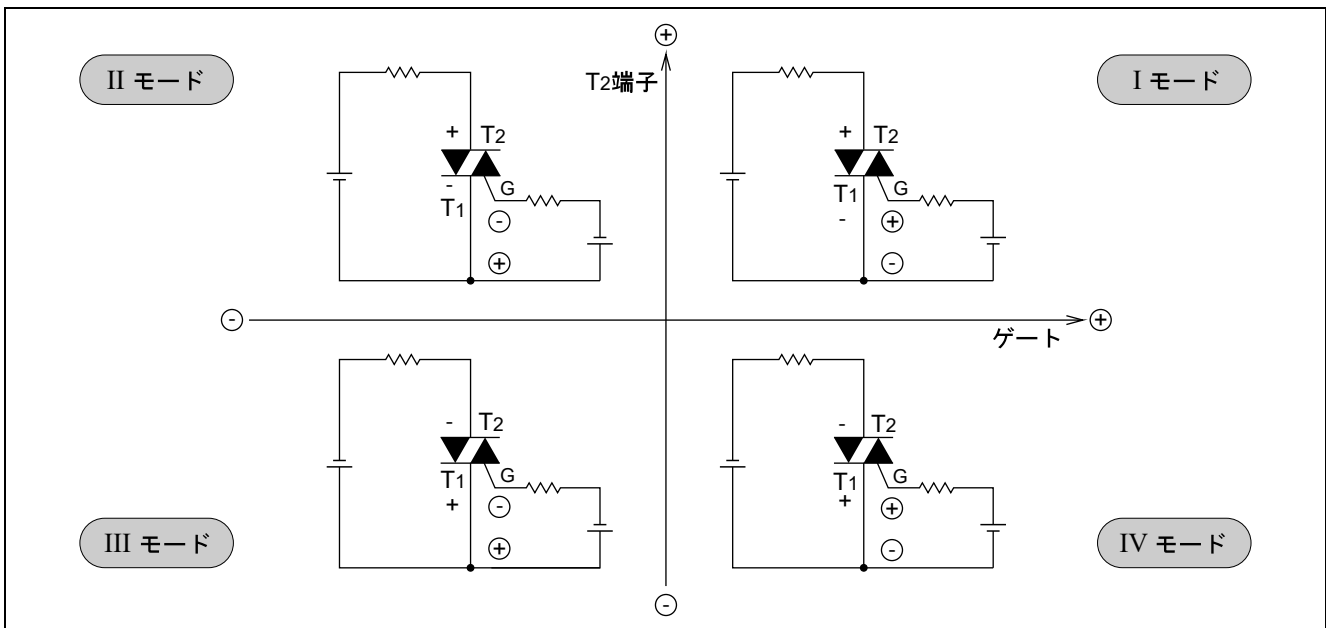 ⊕
II モード
T2端子
I モード
+ T2
- G
T1
⊖
⊕
+ T2
T1 G
- ⊕
⊖
⊖
⊕
ゲート
- T2
T1 G
+ ⊖
⊕
- T2
T1 G
+ ⊕
⊖
III モード
IV モード
⊖